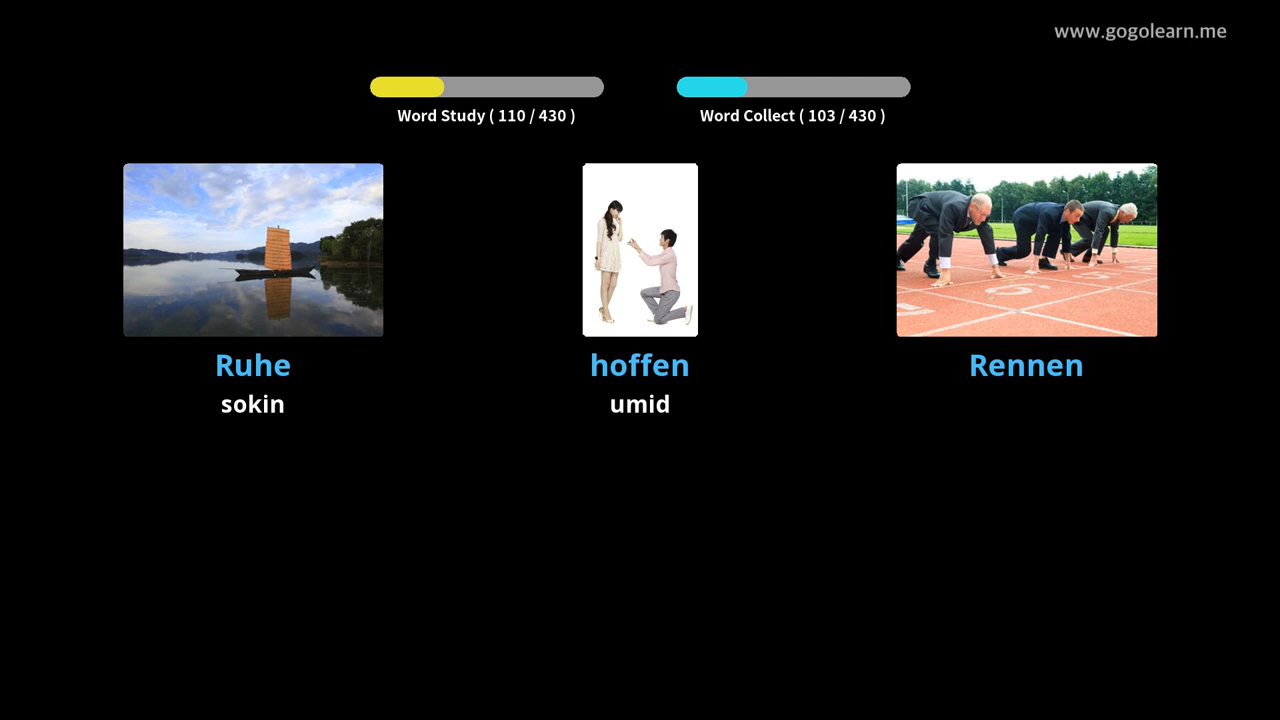 www.gogolearn.me
Word Study ( 110 / 430 )
Word Collect ( 103 / 430 )
Ruhe
sokin
hoffen
umid
Rennen